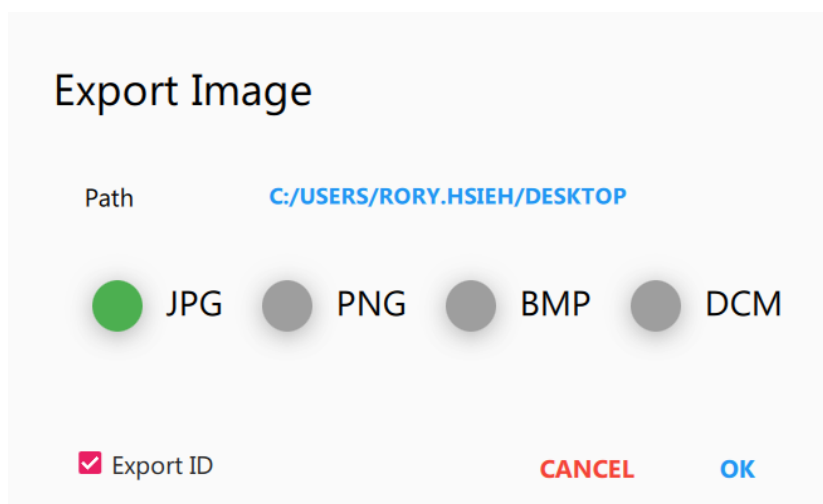 Export Image
Path C:/USERS/RORY.HSIEH/DESKTOP
JPG PNG BMP DCM
Export ID CANCEL OK